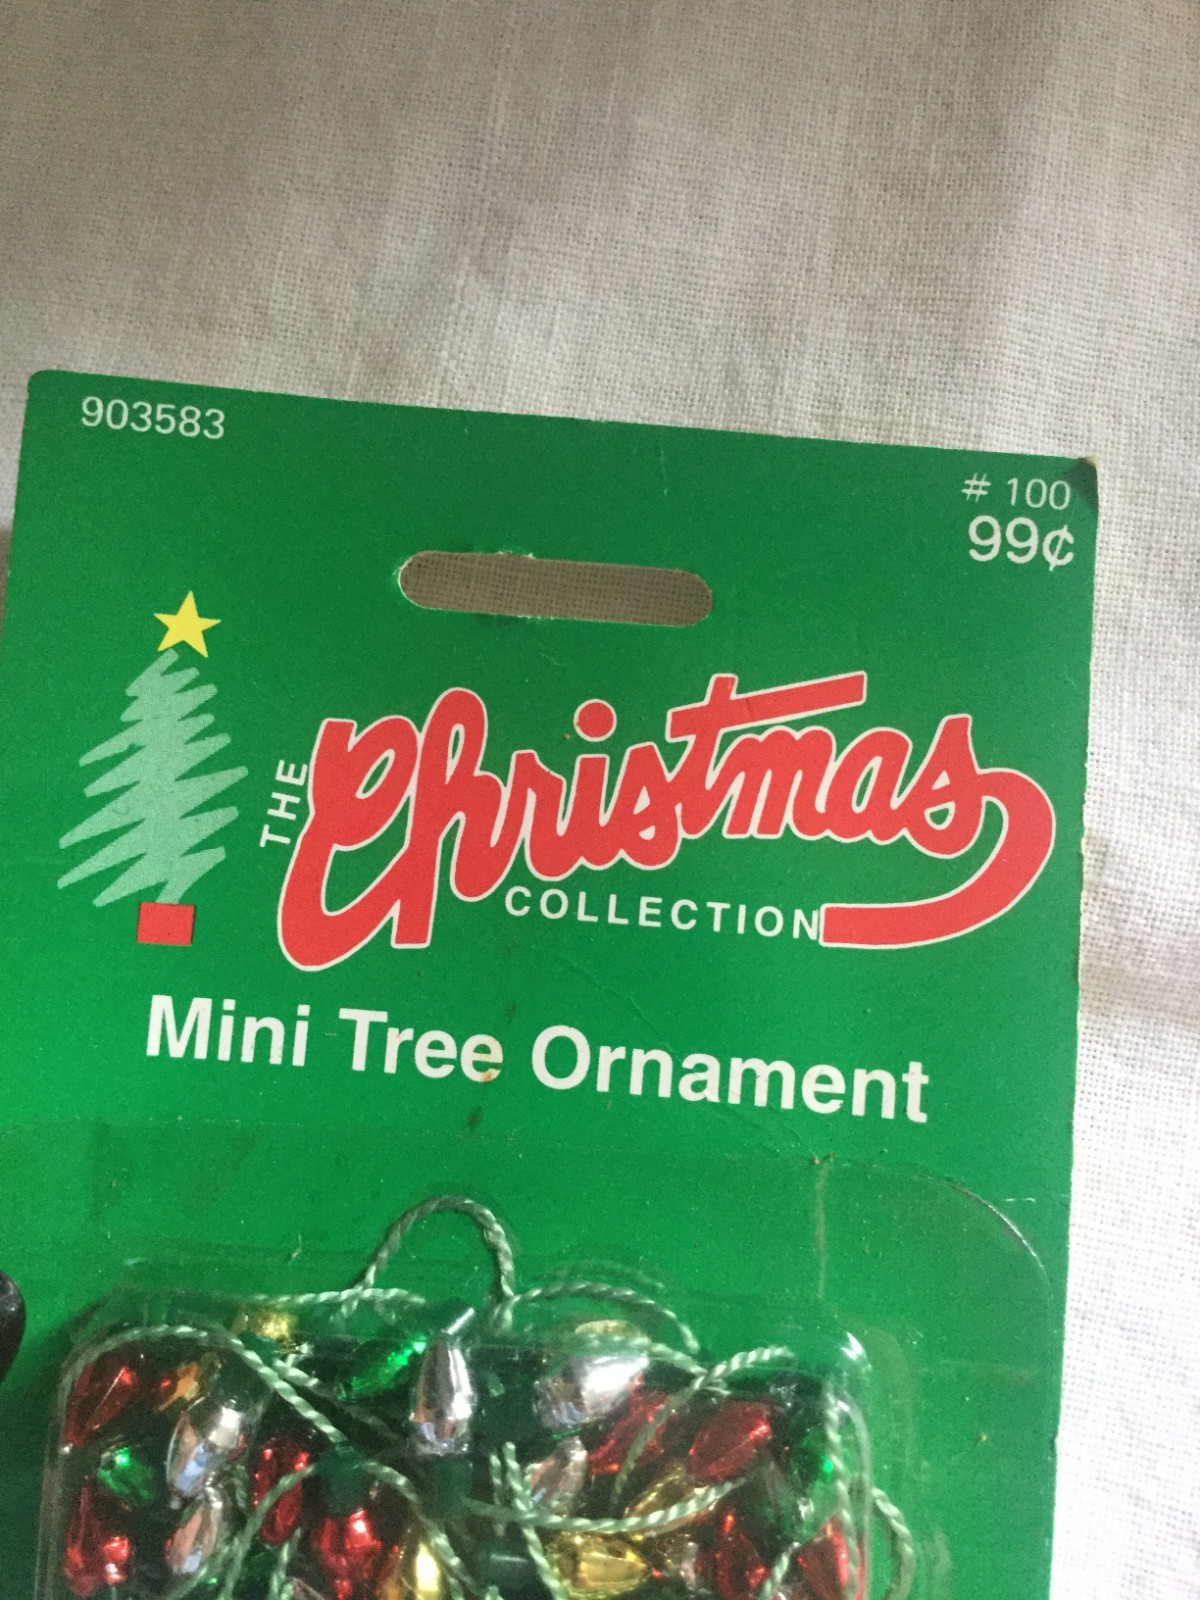 903583
# 100
99¢
THE
Christmas
COLLECTION
Mini Tree Ornament